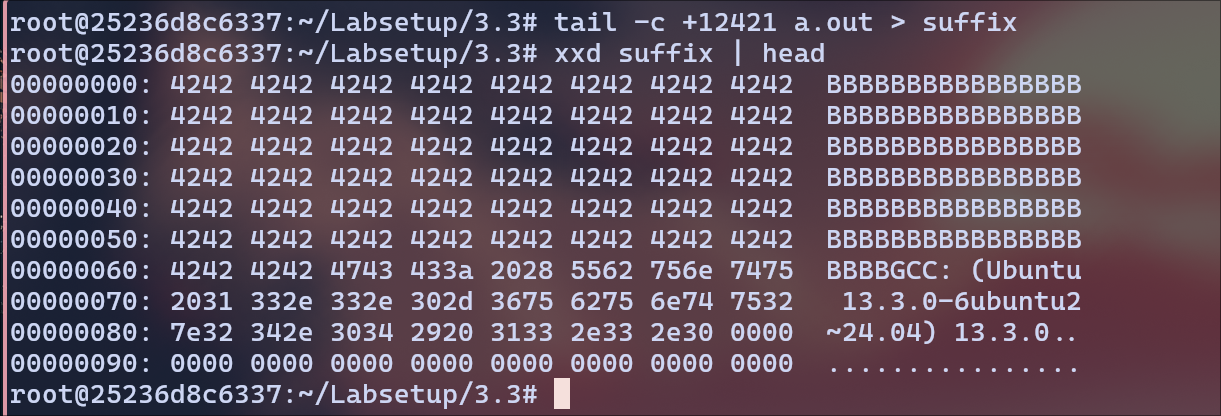 root@25236d8c6337:~/Labsetup/3.3# tail -c +12421 a.out > suffix
root@25236d8c6337:~/Labsetup/3.3# xxd suffix | head
00000000: 4242 4242 4242 4242 4242 4242 4242 4242  BBBBBBBBBBBBBBBB
00000010: 4242 4242 4242 4242 4242 4242 4242 4242  BBBBBBBBBBBBBBBB
00000020: 4242 4242 4242 4242 4242 4242 4242 4242  BBBBBBBBBBBBBBBB
00000030: 4242 4242 4242 4242 4242 4242 4242 4242  BBBBBBBBBBBBBBBB
00000040: 4242 4242 4242 4242 4242 4242 4242 4242  BBBBBBBBBBBBBBBB
00000050: 4242 4242 4242 4242 4242 4242 4242 4242  BBBBBBBBBBBBBBBB
00000060: 4242 4242 4743 433a 2028 5562 756e 7475  BBBBGCC: (Ubuntu
00000070: 2031 332e 332e 302d 3675 6275 6e74 7532   13.3.0-6ubuntu2
00000080: 7e32 342e 3034 2920 3133 2e33 2e30 0000  ~24.04) 13.3.0..
00000090: 0000 0000 0000 0000 0000 0000 0000 0000  ................
root@25236d8c6337:~/Labsetup/3.3#